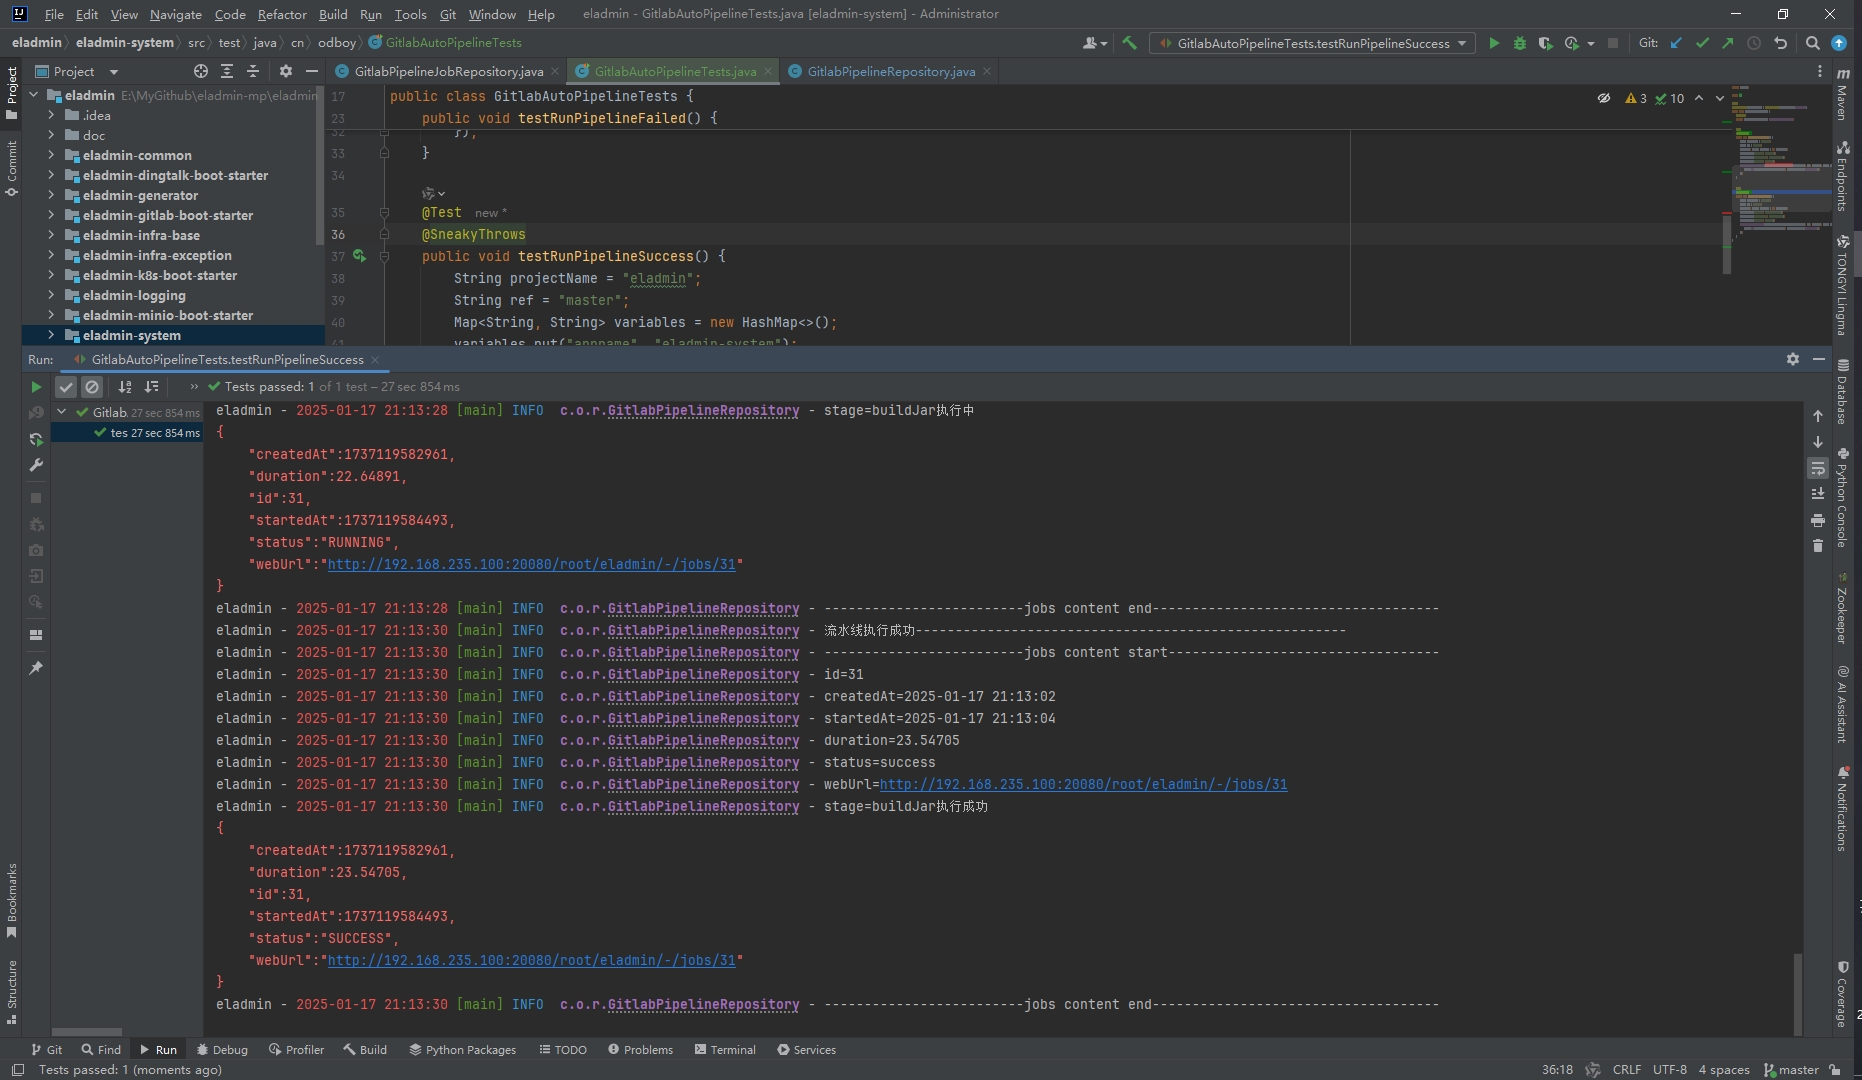 File Edit View Navigate Code Refactor Build Run Tools Git Window Help eladmin - GitlabAutoPipelineTests.java [eladmin-system] - Administrator
eladmin eladmin-system src test java cn odboy GitlabAutoPipelineTests
GitlabAutoPipelineTests.testRunPipelineSuccess Git:
Project
GitlabPipelineJobRepository.java GitlabAutoPipelineTests.java GitlabPipelineRepository.java
eladmin E:\MyGithub\eladmin-mp\eladmin
.idea
doc
eladmin-common
eladmin-dingtalk-boot-starter
eladmin-generator
eladmin-gitlab-boot-starter
eladmin-infra-base
eladmin-infra-exception
eladmin-k8s-boot-starter
eladmin-logging
eladmin-minio-boot-starter
eladmin-system
3 10
17 public class GitlabAutoPipelineTests {
23 public void testRunPipelineFailed() {
32 });
33 }
34
35 @Test new *
36 @SneakyThrows
37 public void testRunPipelineSuccess() {
38 String projectName = "eladmin";
39 String ref = "master";
40 Map<String, String> variables = new HashMap<>();
41 variables.put("appname", "eladmin-system");
Run: GitlabAutoPipelineTests.testRunPipelineSuccess
Tests passed: 1 of 1 test – 27 sec 854 ms
Gitlab. 27 sec 854 ms
tes 27 sec 854 ms
eladmin - 2025-01-17 21:13:28 [main] INFO c.o.r.GitlabPipelineRepository - stage=buildJar执行中
{
"createdAt":1737119582961,
"duration":22.64891,
"id":31,
"startedAt":1737119584493,
"status":"RUNNING",
"webUrl":"http://192.168.235.100:20080/root/eladmin/-/jobs/31"
}
eladmin - 2025-01-17 21:13:28 [main] INFO c.o.r.GitlabPipelineRepository - -------------------------jobs content end------------------------------------
eladmin - 2025-01-17 21:13:30 [main] INFO c.o.r.GitlabPipelineRepository - 流水线执行成功------------------------------------------------------
eladmin - 2025-01-17 21:13:30 [main] INFO c.o.r.GitlabPipelineRepository - -------------------------jobs content start----------------------------------
eladmin - 2025-01-17 21:13:30 [main] INFO c.o.r.GitlabPipelineRepository - id=31
eladmin - 2025-01-17 21:13:30 [main] INFO c.o.r.GitlabPipelineRepository - createdAt=2025-01-17 21:13:02
eladmin - 2025-01-17 21:13:30 [main] INFO c.o.r.GitlabPipelineRepository - startedAt=2025-01-17 21:13:04
eladmin - 2025-01-17 21:13:30 [main] INFO c.o.r.GitlabPipelineRepository - duration=23.54705
eladmin - 2025-01-17 21:13:30 [main] INFO c.o.r.GitlabPipelineRepository - status=success
eladmin - 2025-01-17 21:13:30 [main] INFO c.o.r.GitlabPipelineRepository - webUrl=http://192.168.235.100:20080/root/eladmin/-/jobs/31
eladmin - 2025-01-17 21:13:30 [main] INFO c.o.r.GitlabPipelineRepository - stage=buildJar执行成功
{
"createdAt":1737119582961,
"duration":23.54705,
"id":31,
"startedAt":1737119584493,
"status":"SUCCESS",
"webUrl":"http://192.168.235.100:20080/root/eladmin/-/jobs/31"
}
eladmin - 2025-01-17 21:13:30 [main] INFO c.o.r.GitlabPipelineRepository - -------------------------jobs content end------------------------------------
Project
Commit
Bookmarks
Structure
Maven
Endpoints
TONGYI Lingma
Database
Python Console
Zookeeper
AI Assistant
Notifications
Coverage
Git Find Run Debug Profiler Build Python Packages TODO Problems Terminal Services
Tests passed: 1 (moments ago) 36:18 CRLF UTF-8 4 spaces master